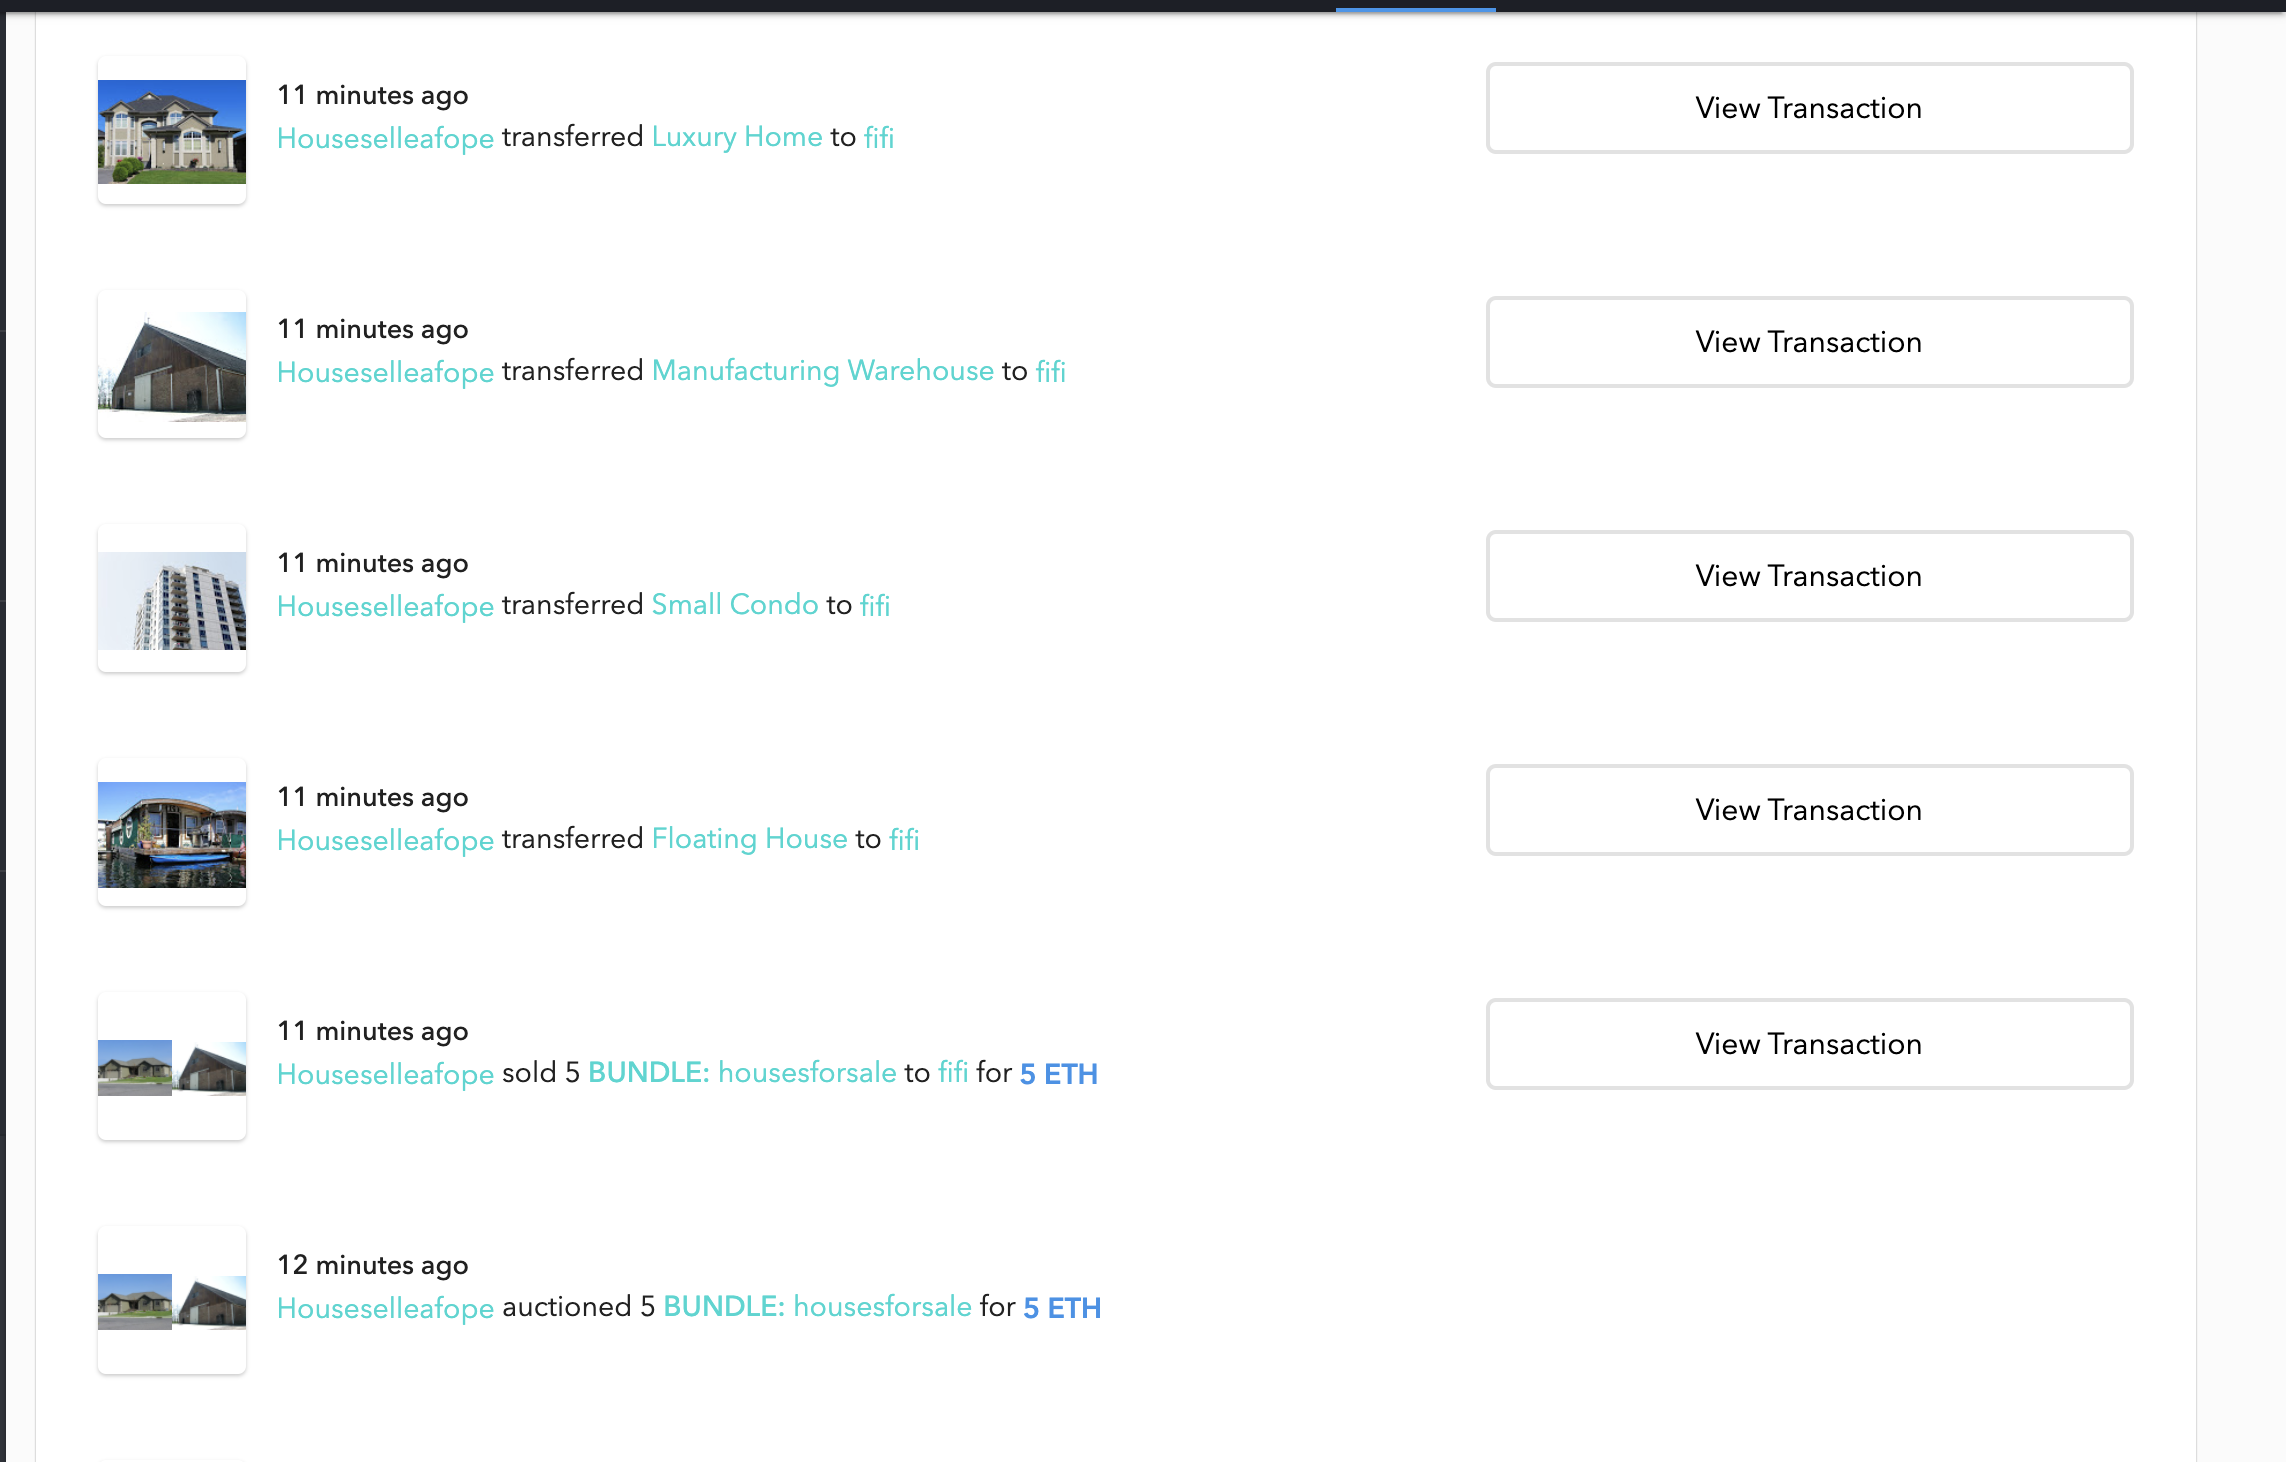 11 minutes ago
View Transaction
Houseselleafope transferred Luxury Home to fifi
11 minutes ago
View Transaction
Houseselleafope transferred Manufacturing Warehouse to fifi
11 minutes ago
View Transaction
Houseselleafope transferred Small Condo to fifi
11 minutes ago
View Transaction
Houseselleafope transferred Floating House to fifi
11 minutes ago
View Transaction
Houseselleafope sold 5 BUNDLE: housesforsale to fifi for 5 ETH
12 minutes ago
Houseselleafope auctioned 5 BUNDLE: housesforsale for 5 ETH